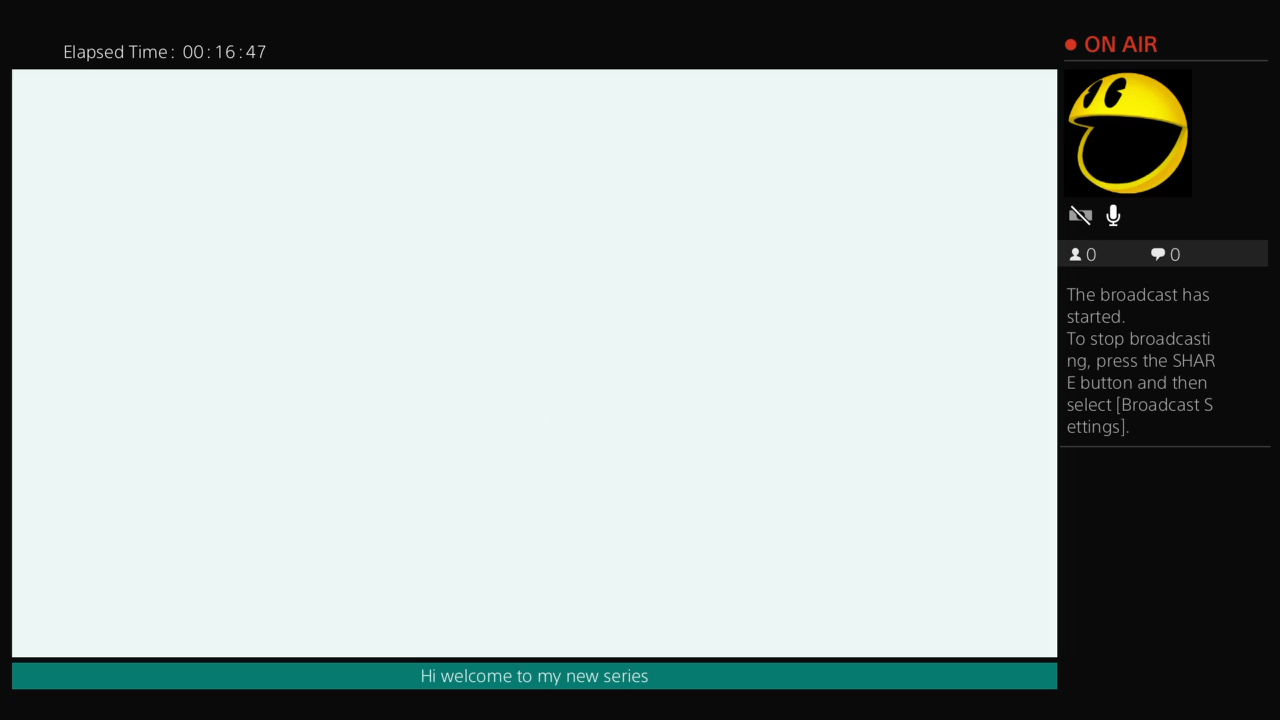 Elapsed Time: 00:16:47
ON AIR
0 0
The broadcast has
started.
To stop broadcasti
ng, press the SHAR
E button and then
select [Broadcast S
ettings].
Hi welcome to my new series